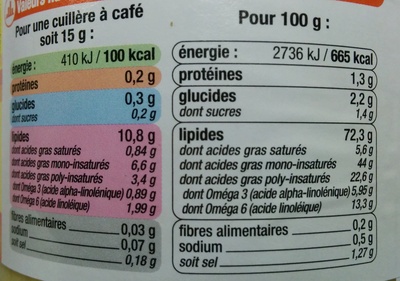 Valeurs
Pour une cuillère à café
soit 15 g :
énergie : 410 kJ / 100 kcal
protéines 0,2 g
glucides 0,3 g
dont sucres 0,2 g
lipides 10,8 g
dont acides gras saturés 0,84 g
dont acides gras mono-insaturés 6,6 g
dont acides gras poly-insaturés 3,4 g
dont Oméga 3 (acide alpha-linolénique) 0,89 g
dont Oméga 6 (acide linoléique) 1,99 g
fibres alimentaires 0,03 g
sodium 0,07 g
soit sel 0,18 g
Pour 100 g :
énergie : 2736 kJ / 665 kcal
protéines 1,3 g
glucides 2,2 g
dont sucres 1,4 g
lipides 72,3 g
dont acides gras saturés 5,6 g
dont acides gras mono-insaturés 44 g
dont acides gras poly-insaturés 22,6 g
dont Oméga 3 (acide alpha-linolénique) 5,95 g
dont Oméga 6 (acide linoléique) 13,3 g
fibres alimentaires 0,2 g
sodium 0,5 g
soit sel 1,27 g